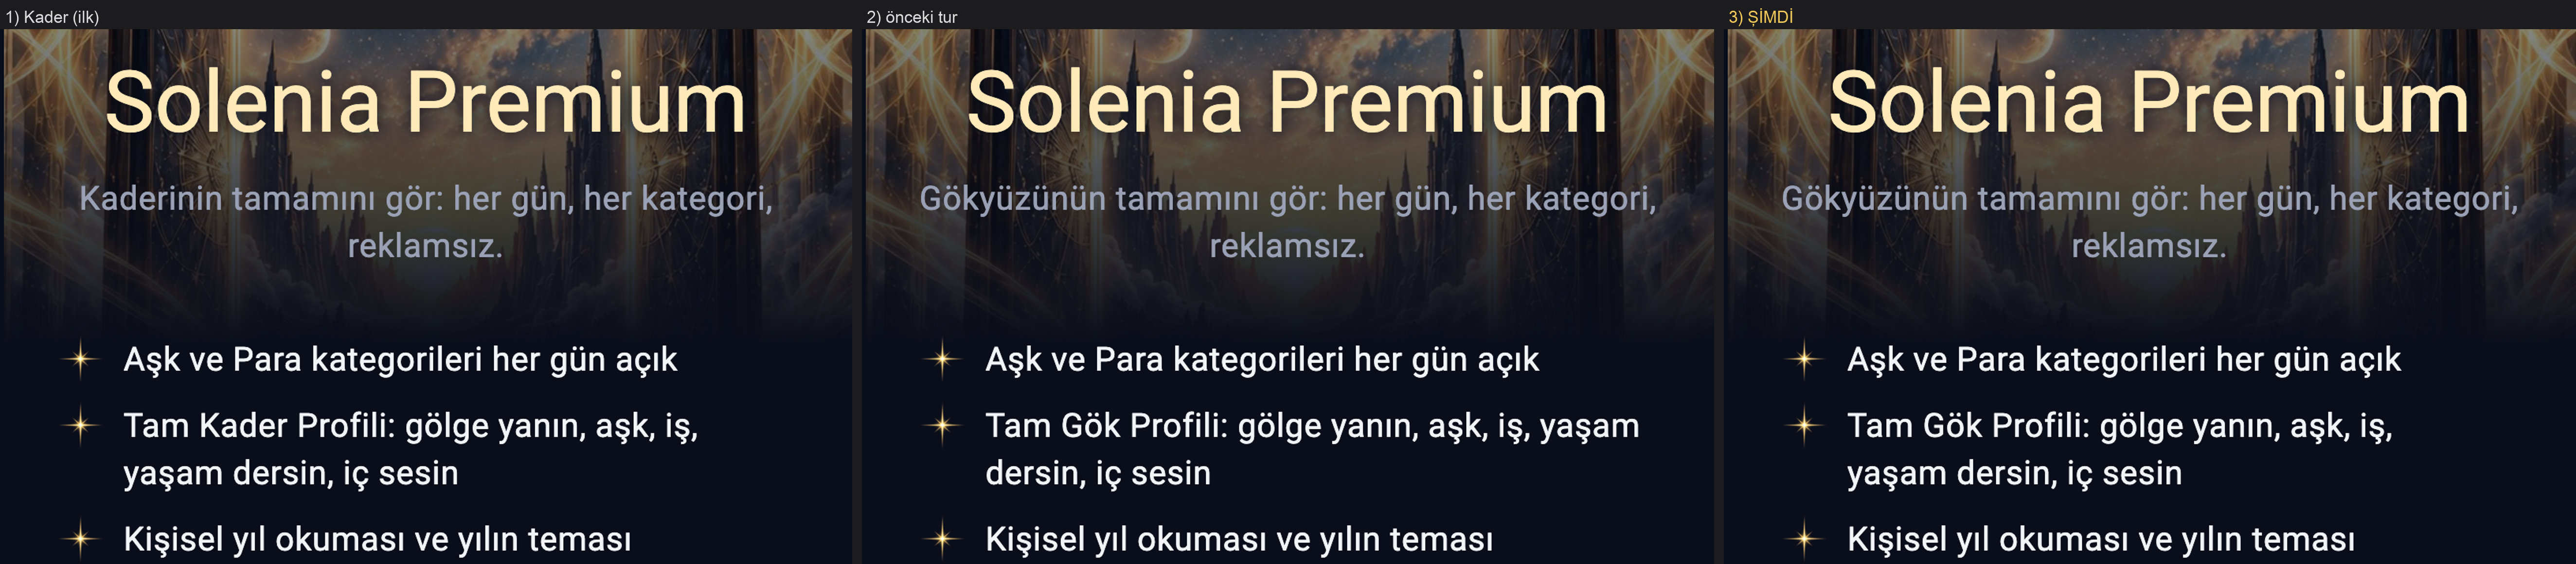 1) Kader (ilk)
Solenia Premium
Kaderinin tamamını gör: her gün, her kategori,
reklamsız.
Aşk ve Para kategorileri her gün açık
Tam Kader Profili: gölge yanın, aşk, iş,
yaşam dersin, iç sesin
Kişisel yıl okuması ve yılın teması
2) önceki tur
Solenia Premium
Gökyüzünün tamamını gör: her gün, her kategori,
reklamsız.
Aşk ve Para kategorileri her gün açık
Tam Gök Profili: gölge yanın, aşk, iş, yaşam
dersin, iç sesin
Kişisel yıl okuması ve yılın teması
3) ŞİMDİ
Solenia Premium
Gökyüzünün tamamını gör: her gün, her kategori,
reklamsız.
Aşk ve Para kategorileri her gün açık
Tam Gök Profili: gölge yanın, aşk, iş,
yaşam dersin, iç sesin
Kişisel yıl okuması ve yılın teması